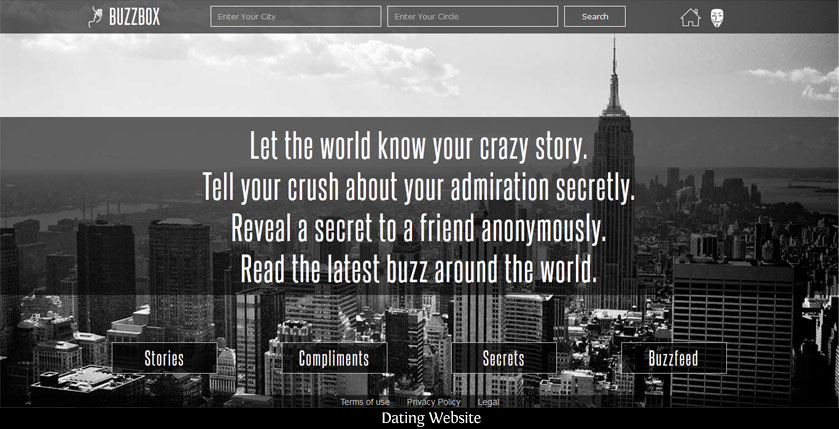 BUZZBOX
Enter Your City
Enter Your Circle
Search
Let the world know your crazy story.
Tell your crush about your admiration secretly.
Reveal a secret to a friend anonymously.
Read the latest buzz around the world.
Stories
Compliments
Secrets
Buzzfeed
Terms of use
Privacy Policy
Legal
Dating Website